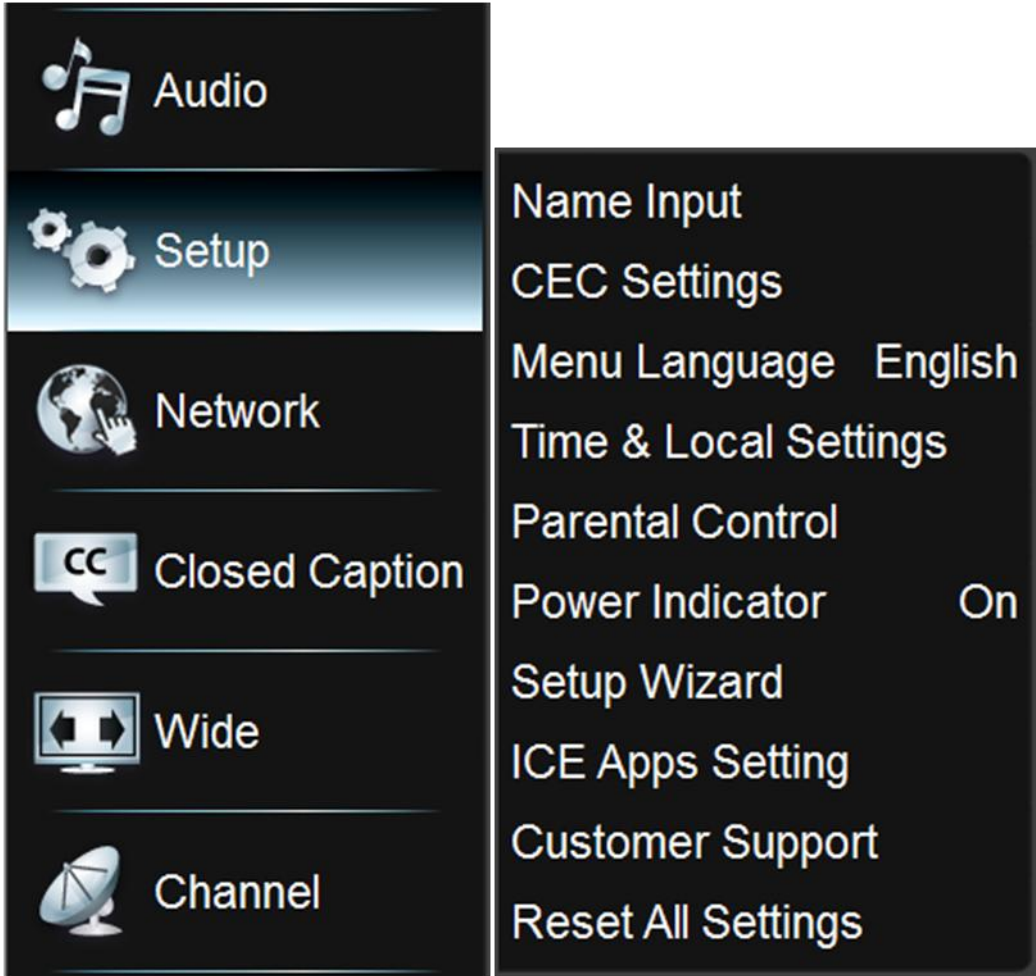 Audio
Setup
Network
CC
Closed Caption
Wide
Channel
Name Input
CEC Settings
Menu Language English
Time & Local Settings
Parental Control
Power Indicator On
Setup Wizard
ICE Apps Setting
Customer Support
Reset All Settings